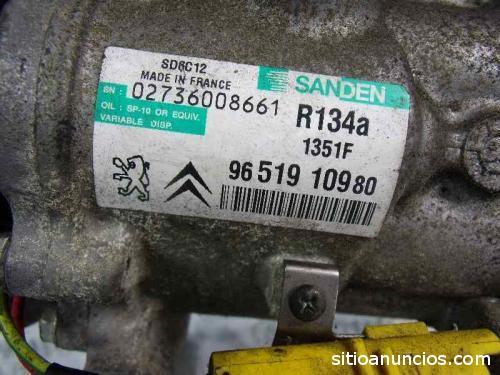 SD6C12
MADE IN FRANCE
SANDEN
SN: 02736008661
OIL: SP-10 OR EQUIV.
VARIABLE DISP.
R134a
1351F
96 519 109 80
sitioanuncios.com